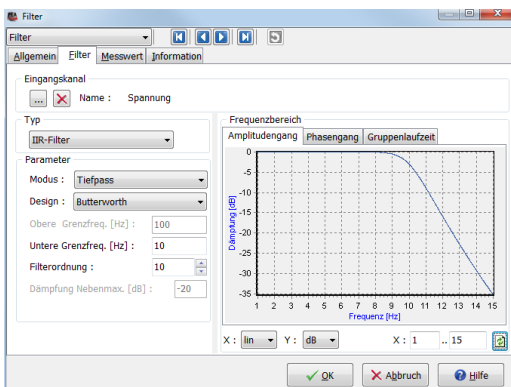 Filter
Filter
Allgemein Filter Messwert Information
Eingangskanal
... Name : Spannung
Typ
IIR-Filter
Parameter
Modus : Tiefpass
Design : Butterworth
Obere Grenzfreq. [Hz] : 100
Untere Grenzfreq. [Hz] : 10
Filterordnung : 10
Dämpfung Nebenmax. [dB] : -20
Frequenzbereich
Amplitudengang Phasengang Gruppenlaufzeit
Dämpfung [dB]
0
-5
-10
-15
-20
-25
-30
-35
1 2 3 4 5 6 7 8 9 10 11 12 13 14 15
Frequenz [Hz]
X : lin Y : dB X : 1 .. 15
OK Abbruch Hilfe